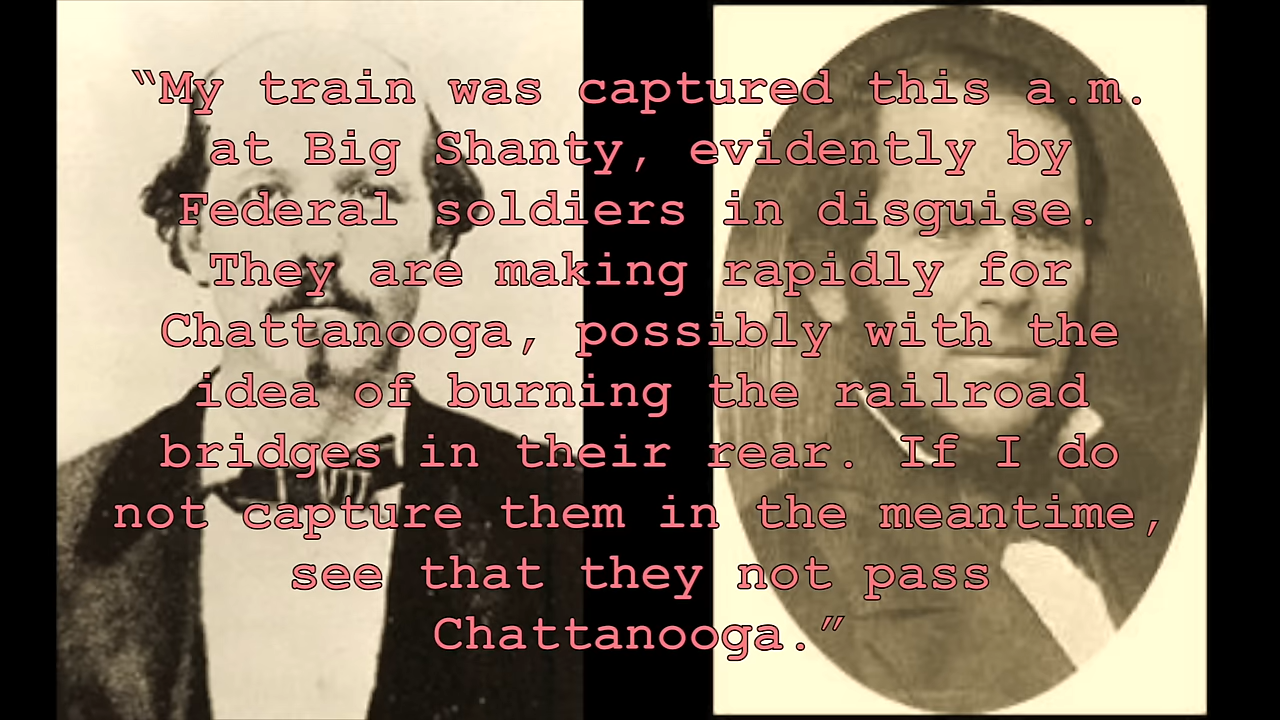 “My train was captured this a.m.
at Big Shanty, evidently by
Federal soldiers in disguise.
They are making rapidly for
Chattanooga, possibly with the
idea of burning the railroad
bridges in their rear. If I do
not capture them in the meantime,
see that they not pass
Chattanooga.”